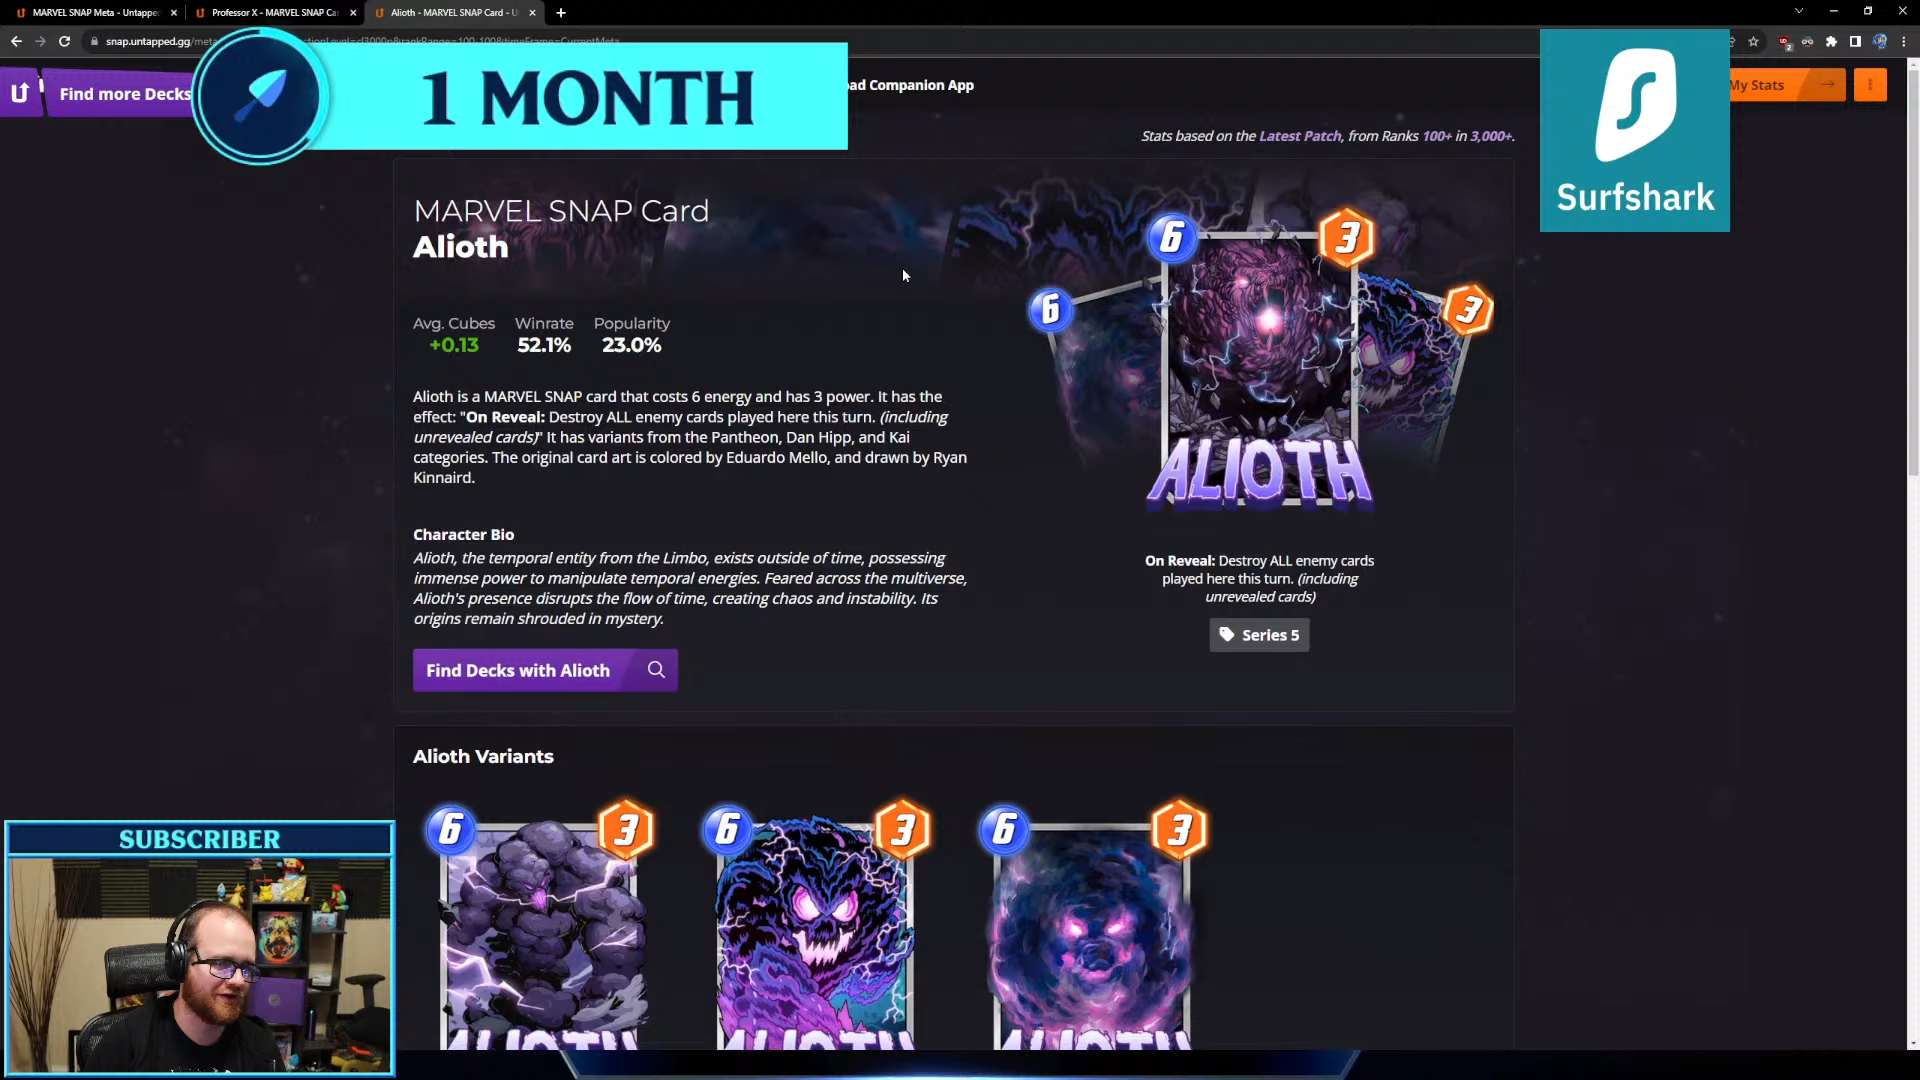 MARVEL SNAP Meta - Untapped
Professor X - MARVEL SNAP Ca
Alioth - MARVEL SNAP Card - U
snap.untapped.gg/meta
Find more Decks
1 MONTH
ad Companion App
My Stats
Surfshark
Stats based on the Latest Patch, from Ranks 100+ in 3,000+.
MARVEL SNAP Card
Alioth
Avg. Cubes Winrate Popularity
+0.13 52.1% 23.0%
Alioth is a MARVEL SNAP card that costs 6 energy and has 3 power. It has the
effect: "On Reveal: Destroy ALL enemy cards played here this turn. (including
unrevealed cards)" It has variants from the Pantheon, Dan Hipp, and Kai
categories. The original card art is colored by Eduardo Mello, and drawn by Ryan
Kinnaird.
Character Bio
Alioth, the temporal entity from the Limbo, exists outside of time, possessing
immense power to manipulate temporal energies. Feared across the multiverse,
Alioth's presence disrupts the flow of time, creating chaos and instability. Its
origins remain shrouded in mystery.
Find Decks with Alioth
6 3
6 3
ALIOTH
On Reveal: Destroy ALL enemy cards
played here this turn. (including
unrevealed cards)
Series 5
Alioth Variants
6 3 6 3 6 3
ALIOTH ALIOTH ALIOTH
SUBSCRIBER